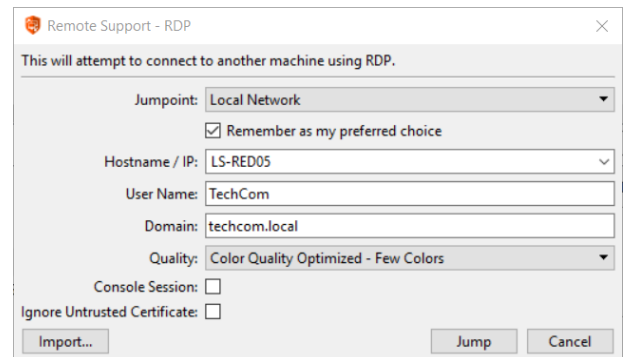 Remote Support - RDP
This will attempt to connect to another machine using RDP.
Jumpoint: Local Network
Remember as my preferred choice
Hostname / IP: LS-RED05
User Name: TechCom
Domain: techcom.local
Quality: Color Quality Optimized - Few Colors
Console Session:
Ignore Untrusted Certificate:
Import... Jump Cancel